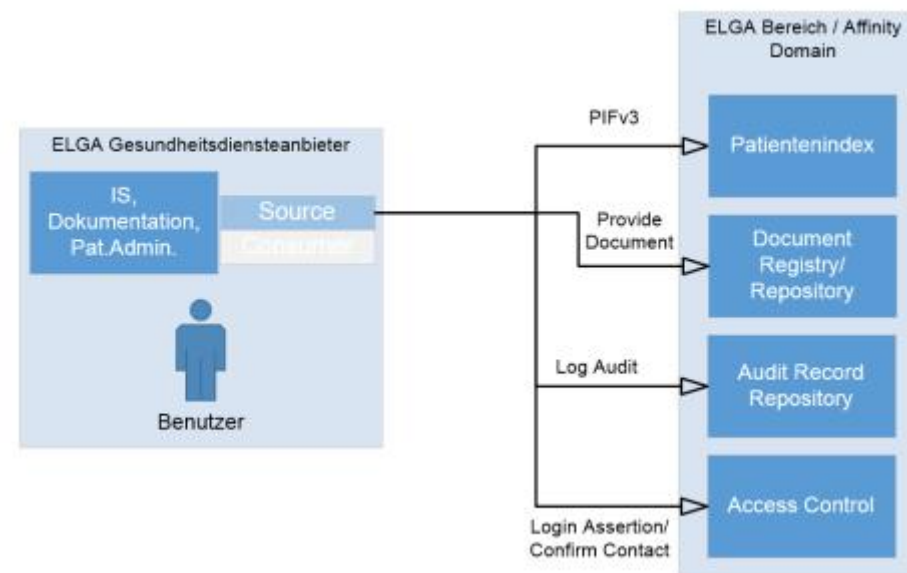 ELGA Bereich / Affinity
Domain
ELGA Gesundheitsdiensteanbieter
IS,
Dokumentation,
Pat.Admin.
Source
Consumer
Benutzer
PIFv3
Patientenindex
Provide
Document
Document
Registry/
Repository
Log Audit
Audit Record
Repository
Login Assertion/
Confirm Contact
Access Control